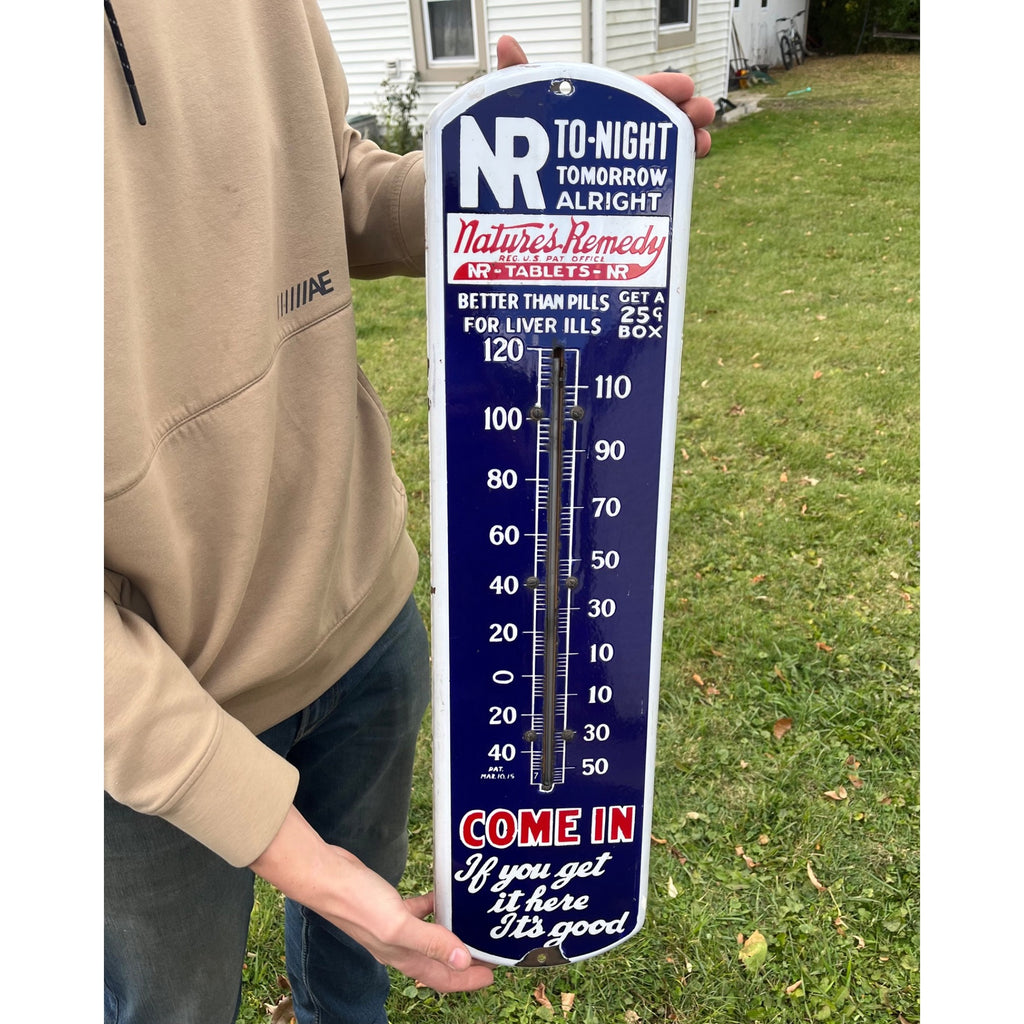 AE
NR TO-NIGHT
TOMORROW
ALRIGHT
Nature's Remedy
REG. U.S. PAT. OFFICE
NR - TABLETS - NR
BETTER THAN PILLS
FOR LIVER ILLS
GET A
25¢
BOX
120
110
100
90
80
70
60
50
40
30
20
10
0
10
20
30
40
50
PAT.
MAR. 10, 15
7
COME IN
If you get
it here
It's good